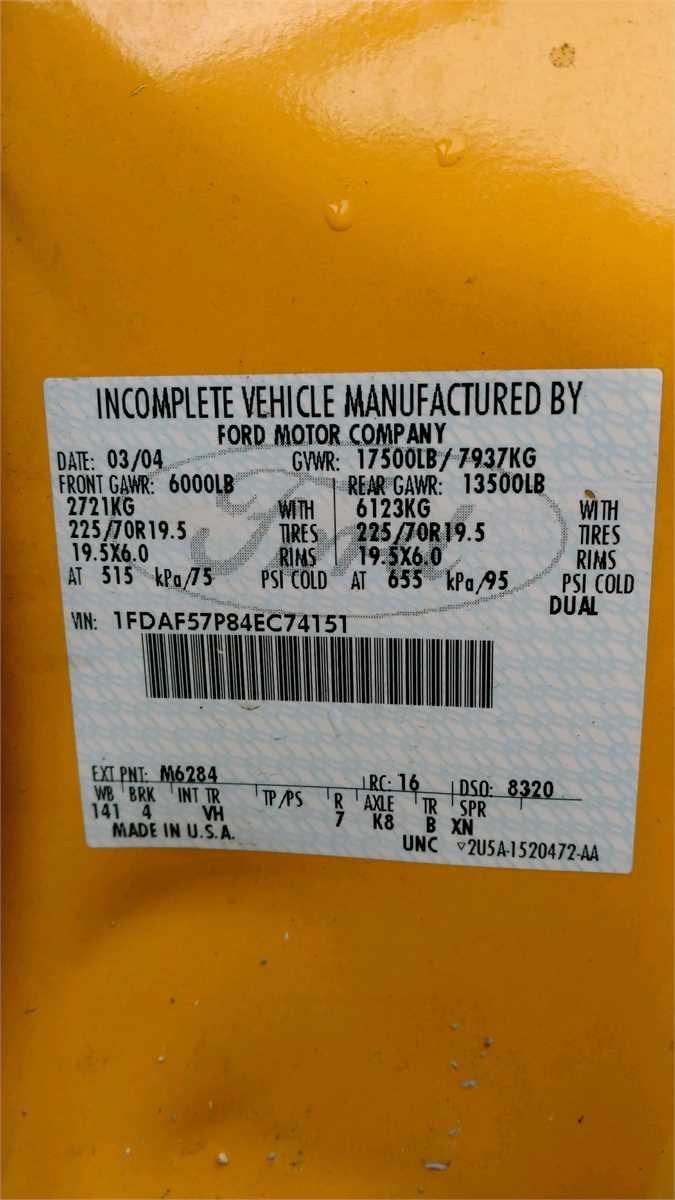 INCOMPLETE VEHICLE MANUFACTURED BY
FORD MOTOR COMPANY
DATE: 03/04 GVWR: 17500LB/ 7937KG
FRONT GAWR: 6000LB REAR GAWR: 13500LB
2721KG WITH 6123KG WITH
225/70R19.5 TIRES 225/70R19.5 TIRES
19.5X6.0 RIMS 19.5X6.0 RIMS
AT 515 kPa/75 PSI COLD AT 655 kPa/95 PSI COLD
DUAL
Ford
VIN: 1FDAF57P84EC74151
EXT PNT: M6284 RC: 16 DSO: 8320
WB BRK INT TR TP/PS R AXLE TR SPR
141 4 VH 7 K8 B XN
MADE IN U.S.A. UNC ▽2U5A-1520472-AA